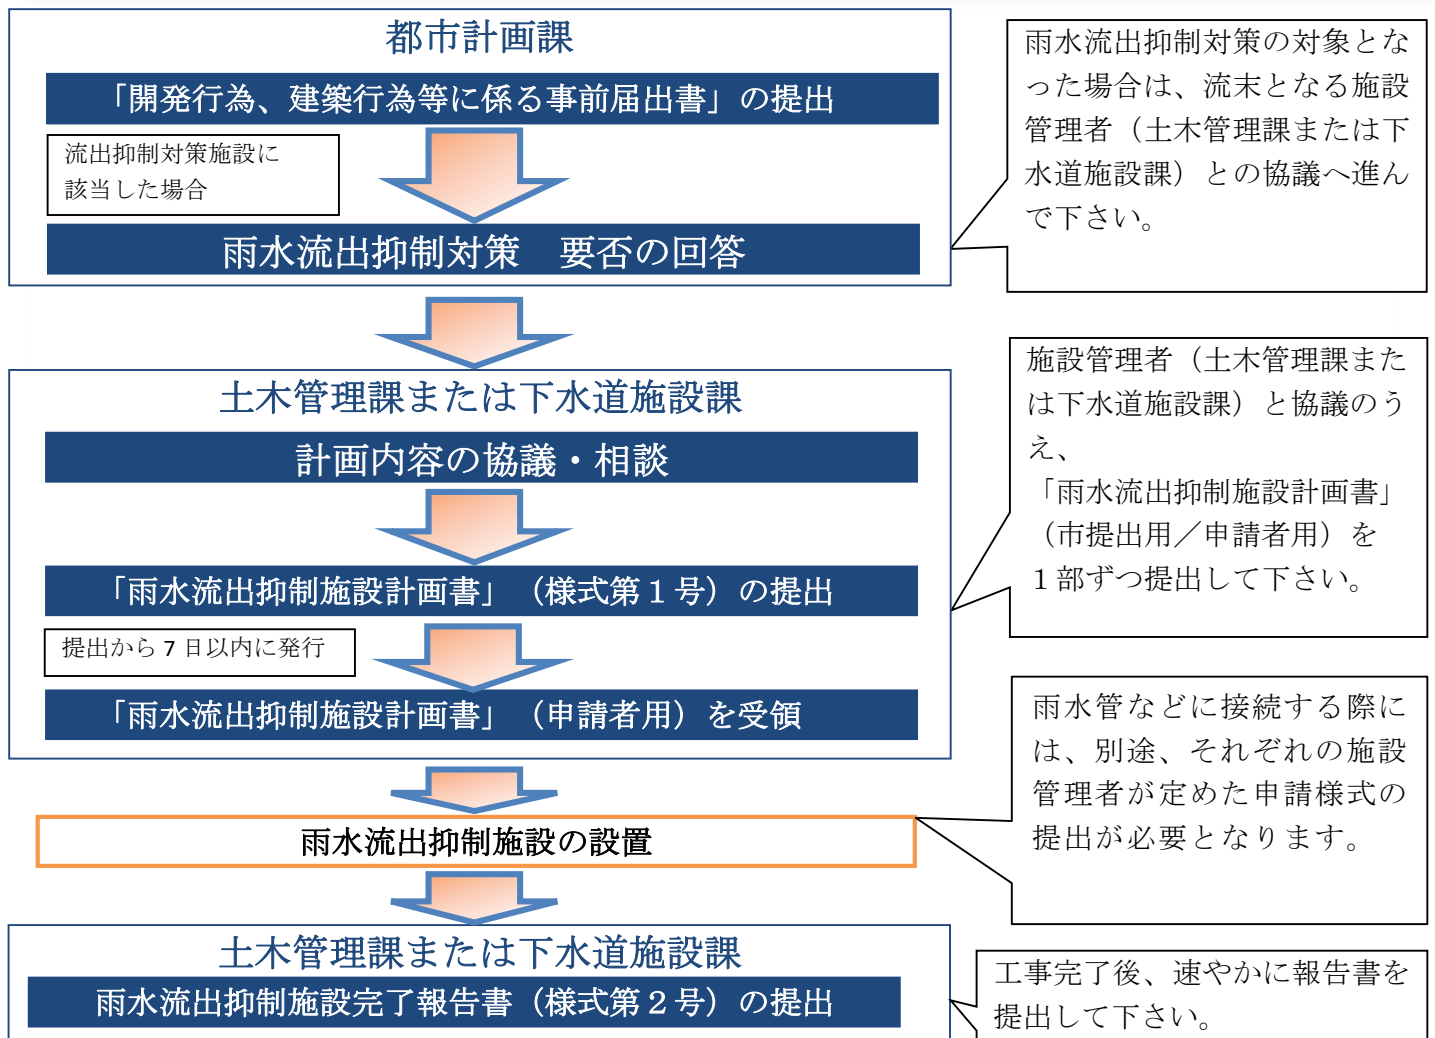 都市計画課
「開発行為、建築行為等に係る事前届出書」の提出
流出抑制対策施設に
該当した場合
雨水流出抑制対策　要否の回答
雨水流出抑制対策の対象とな
った場合は、流末となる施設
管理者（土木管理課または下
水道施設課）との協議へ進ん
で下さい。
土木管理課または下水道施設課
計画内容の協議・相談
「雨水流出抑制施設計画書」（様式第１号）の提出
提出から 7 日以内に発行
「雨水流出抑制施設計画書」（申請者用）を受領
施設管理者（土木管理課また
は下水道施設課）と協議のう
え、
「雨水流出抑制施設計画書」
（市提出用／申請者用）を
１部ずつ提出して下さい。
雨水流出抑制施設の設置
雨水管などに接続する際に
は、別途、それぞれの施設
管理者が定めた申請様式の
提出が必要となります。
土木管理課または下水道施設課
雨水流出抑制施設完了報告書（様式第２号）の提出
工事完了後、速やかに報告書を
提出して下さい。